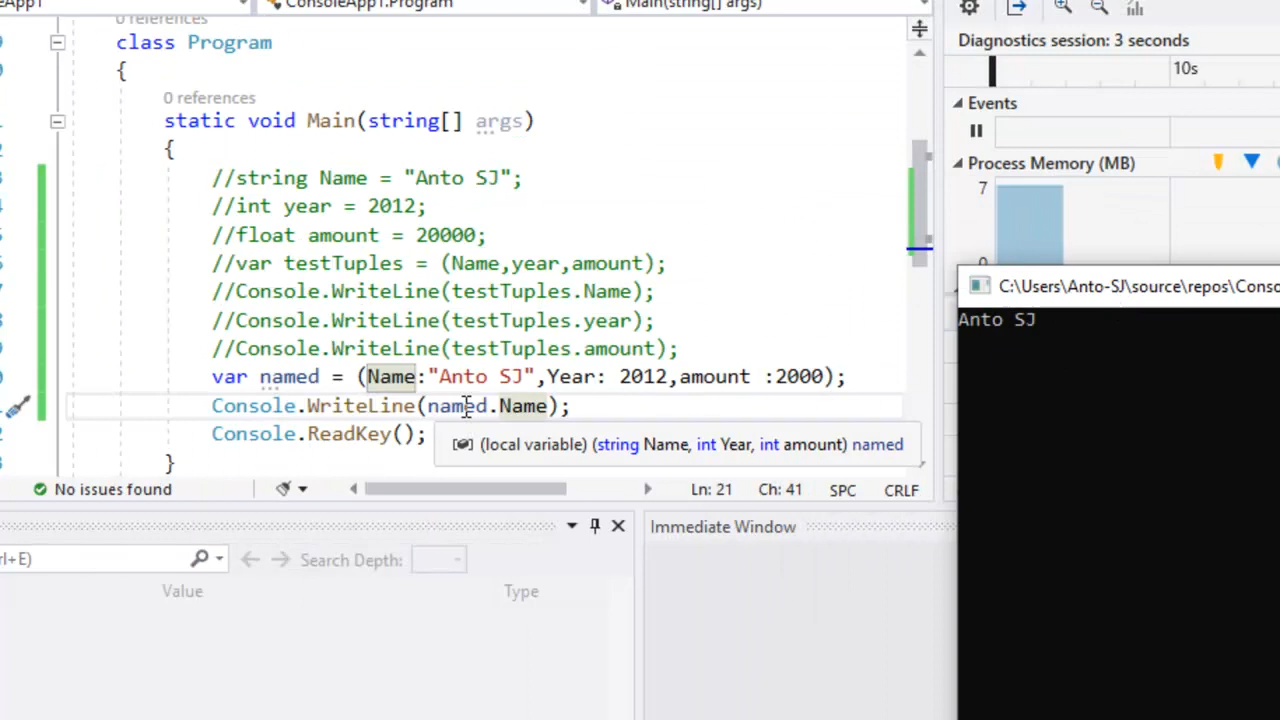 eApp1
ConsoleApp1.Program
Main(string[] args)
0 references
class Program
{
0 references
static void Main(string[] args)
{
//string Name = "Anto SJ";
//int year = 2012;
//float amount = 20000;
//var testTuples = (Name,year,amount);
//Console.WriteLine(testTuples.Name);
//Console.WriteLine(testTuples.year);
//Console.WriteLine(testTuples.amount);
var named = (Name:"Anto SJ",Year: 2012,amount :2000);
Console.WriteLine(named.Name);
Console.ReadKey();
(local variable) (string Name, int Year, int amount) named
}
No issues found
Ln: 21 Ch: 41 SPC CRLF
rl+E)
Search Depth:
Value Type
Immediate Window
Diagnostics session: 3 seconds
10s
Events
Process Memory (MB)
7
0
C:\Users\Anto-SJ\source\repos\Conso
Anto SJ